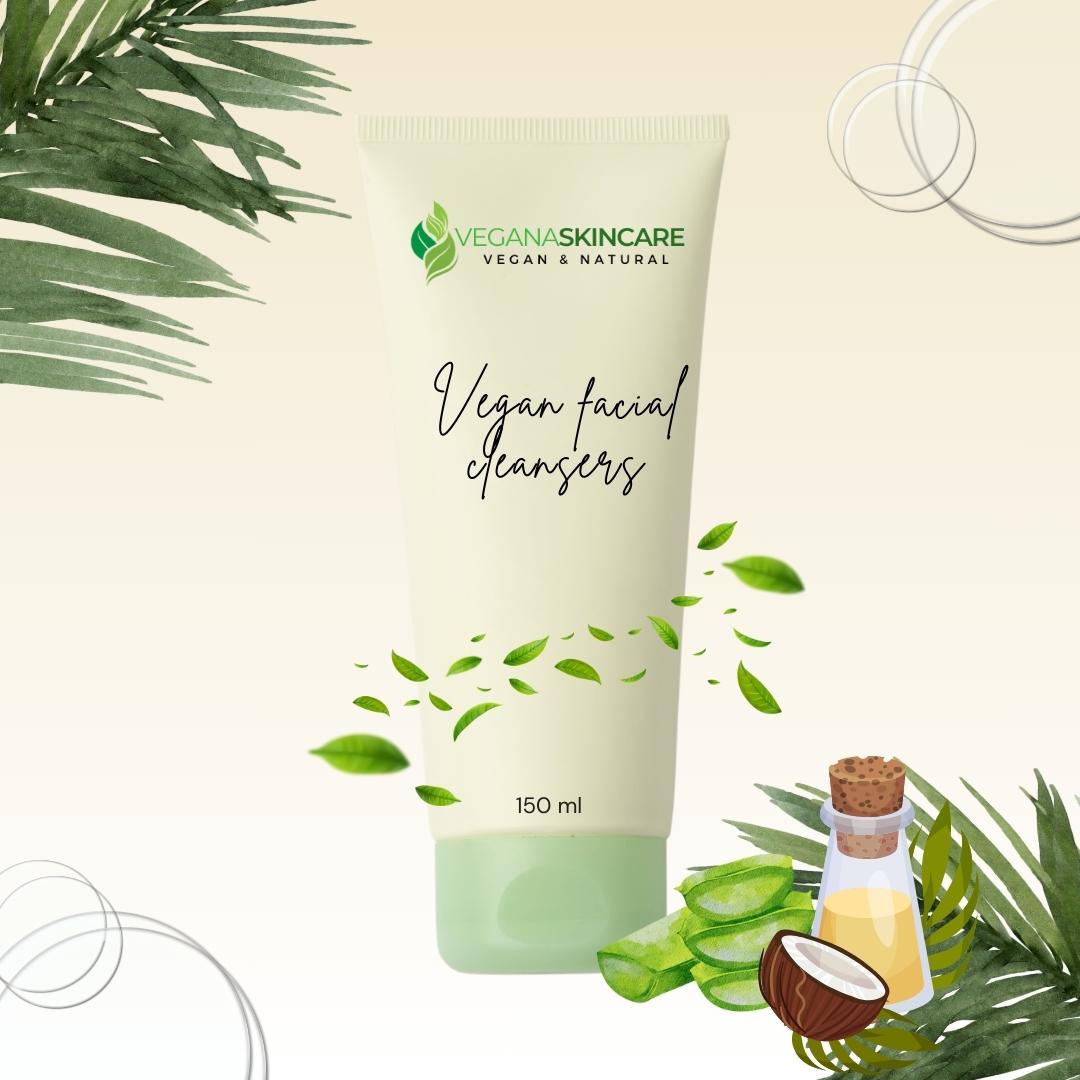 VEGANASKINCARE
VEGAN & NATURAL
Vegan facial
cleansers
150 ml